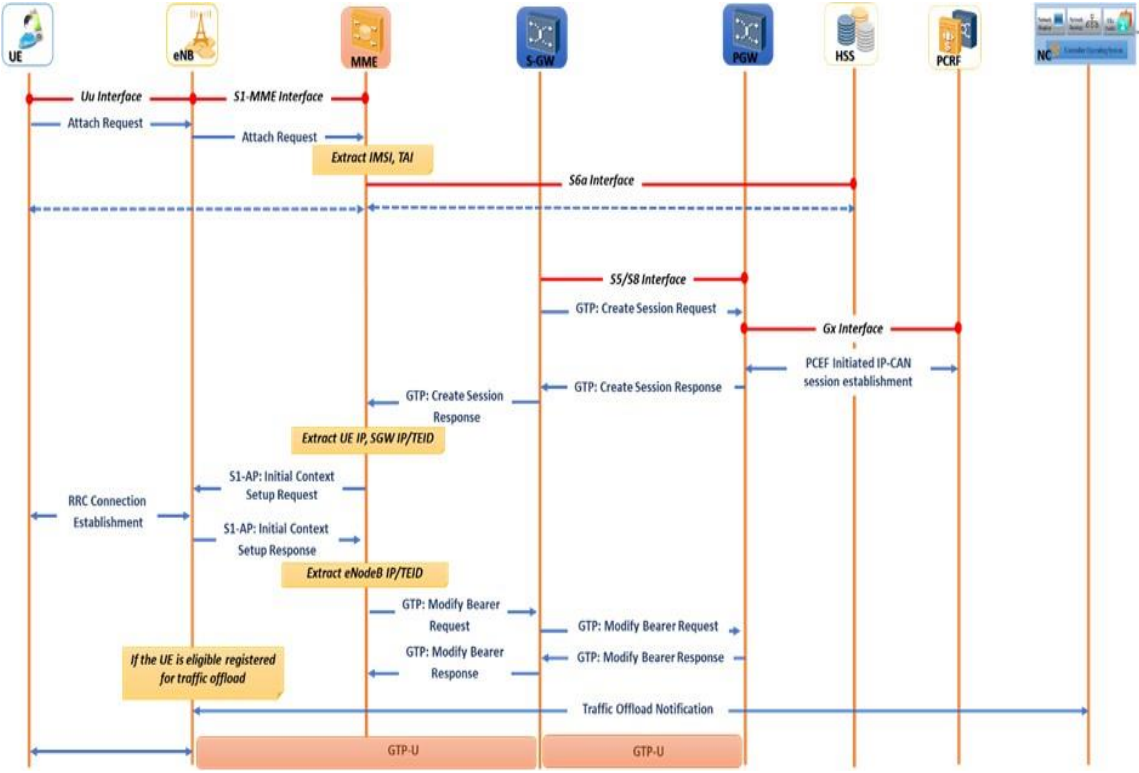 UE
eNB
MME
S-GW
PGW
HSS
PCRF
NC
Uu Interface
S1-MME Interface
Attach Request
Attach Request
Extract IMSI, TAI
S6a Interface
S5/S8 Interface
GTP: Create Session Request
Gx Interface
PCEF Initiated IP-CAN
session establishment
GTP: Create Session Response
GTP: Create Session
Response
Extract UE IP, SGW IP/TEID
S1-AP: Initial Context
Setup Request
RRC Connection
Establishment
S1-AP: Initial Context
Setup Response
Extract eNodeB IP/TEID
GTP: Modify Bearer
Request
GTP: Modify Bearer Request
GTP: Modify Bearer
Response
GTP: Modify Bearer Response
If the UE is eligible registered
for traffic offload
Traffic Offload Notification
GTP-U
GTP-U